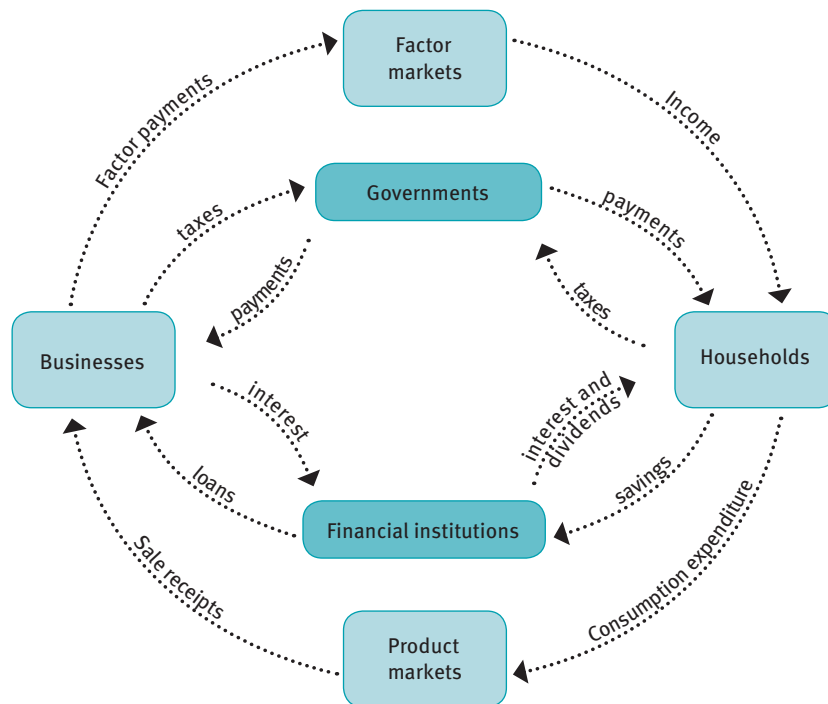 Factor
markets
Factor payments
Income
Governments
taxes
payments
payments
taxes
Businesses
Households
interest
interest and
dividends
loans
savings
Financial institutions
Sale receipts
Consumption expenditure
Product
markets